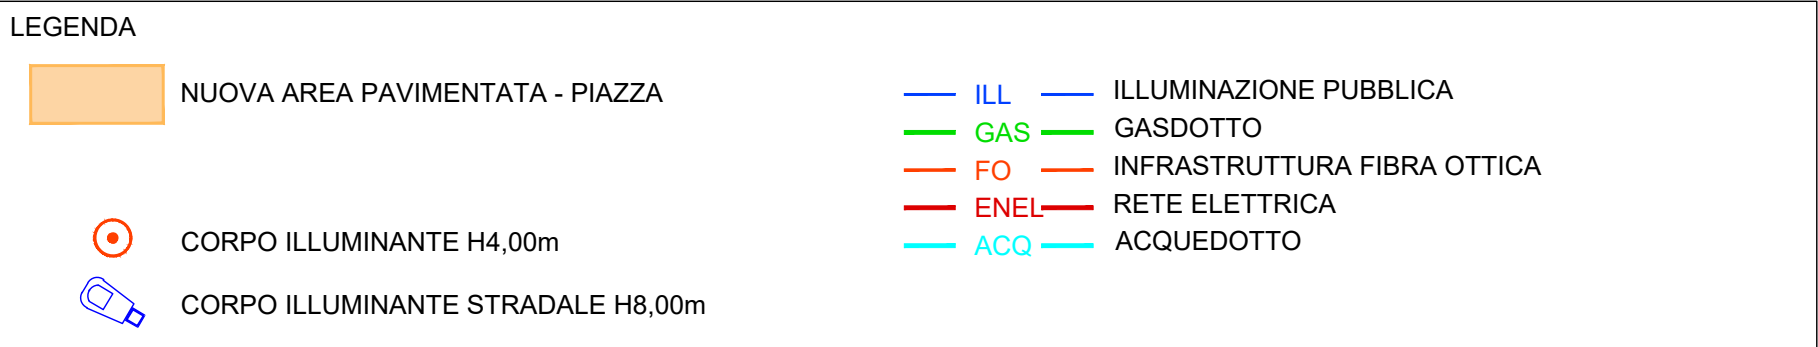 LEGENDA
NUOVA AREA PAVIMENTATA - PIAZZA
CORPO ILLUMINANTE H4,00m
CORPO ILLUMINANTE STRADALE H8,00m
ILL ILLUMINAZIONE PUBBLICA
GAS GASDOTTO
FO INFRASTRUTTURA FIBRA OTTICA
ENEL RETE ELETTRICA
ACQ ACQUEDOTTO